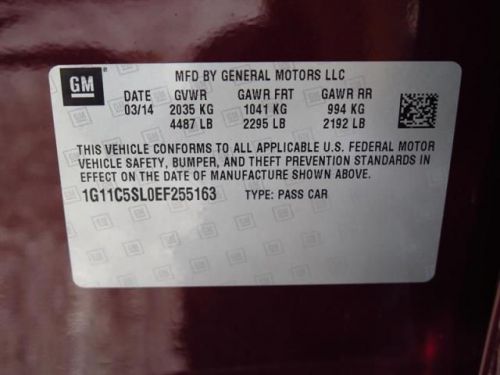 GM
MFD BY GENERAL MOTORS LLC
DATE GVWR GAWR FRT GAWR RR
03/14 2035 KG 1041 KG 994 KG
4487 LB 2295 LB 2192 LB
THIS VEHICLE CONFORMS TO ALL APPLICABLE U.S. FEDERAL MOTOR
VEHICLE SAFETY, BUMPER, AND THEFT PREVENTION STANDARDS IN
EFFECT ON THE DATE OF MANUFACTURE SHOWN ABOVE.
1G11C5SL0EF255163 TYPE: PASS CAR